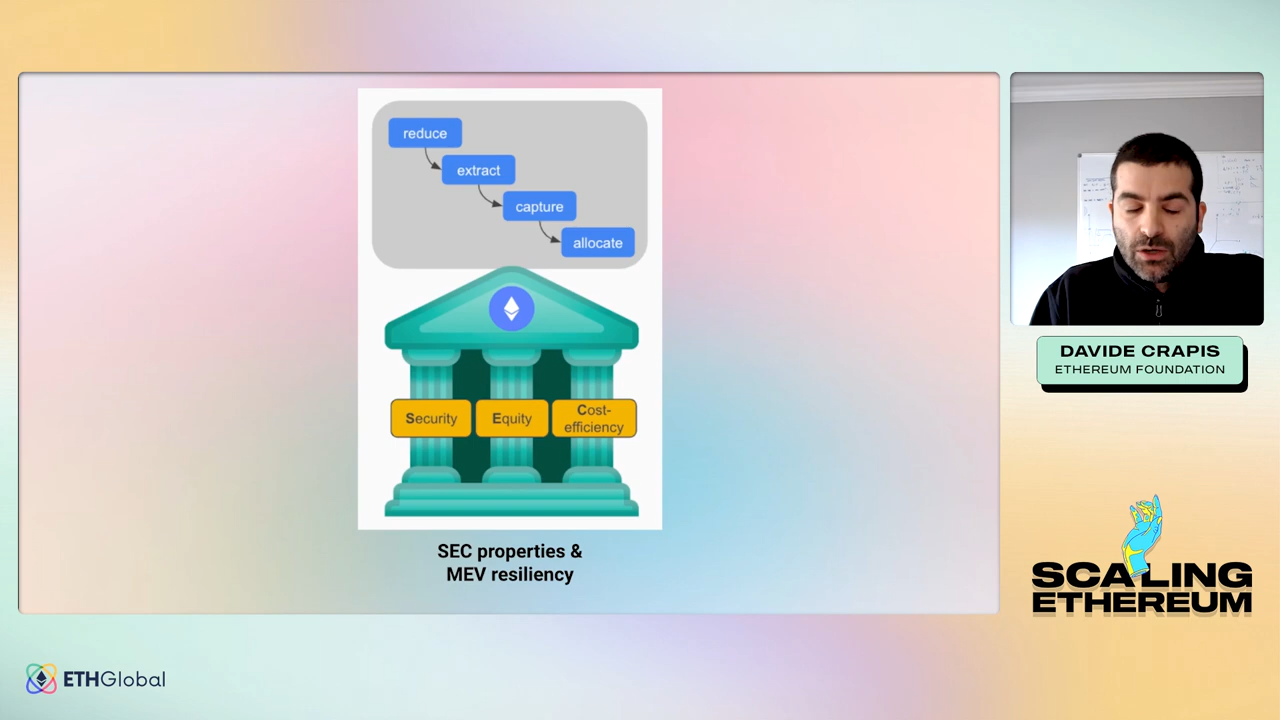 reduce
extract
capture
allocate
Security
Equity
Cost-
efficiency
SEC properties &
MEV resiliency
DAVIDE CRAPIS
ETHEREUM FOUNDATION
SCALING
ETHEREUM
ETHGlobal